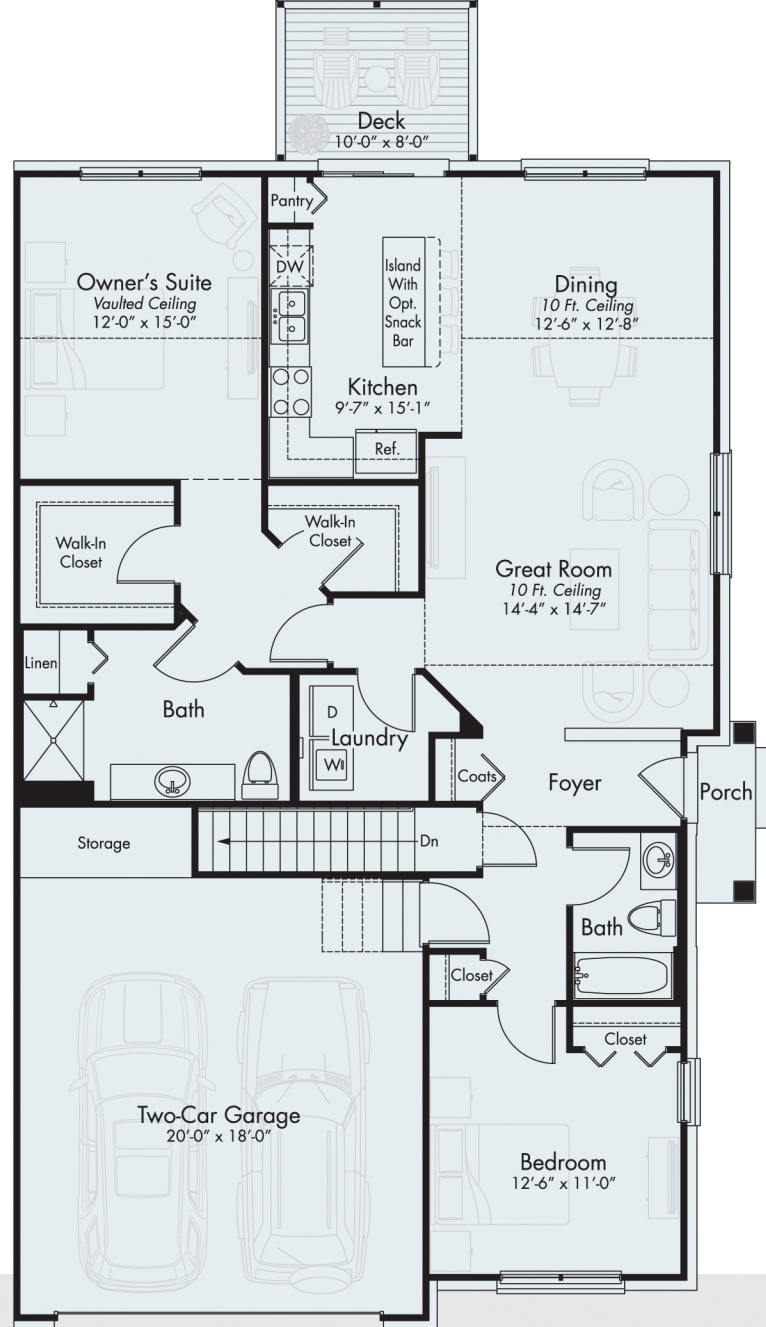 Deck
10'-0" x 8'-0"
Pantry
DW
Island
With
Opt.
Snack
Bar
Owner's Suite
Vaulted Ceiling
12'-0" x 15'-0"
Dining
10 Ft. Ceiling
12'-6" x 12'-8"
Kitchen
9'-7" x 15'-1"
Ref.
Walk-In
Closet
Walk-In
Closet
Great Room
10 Ft. Ceiling
14'-4" x 14'-7"
Linen
Bath
D
Laundry
W
Coats
Foyer
Porch
Storage
Dn
Bath
Closet
Closet
Two-Car Garage
20'-0" x 18'-0"
Bedroom
12'-6" x 11'-0"